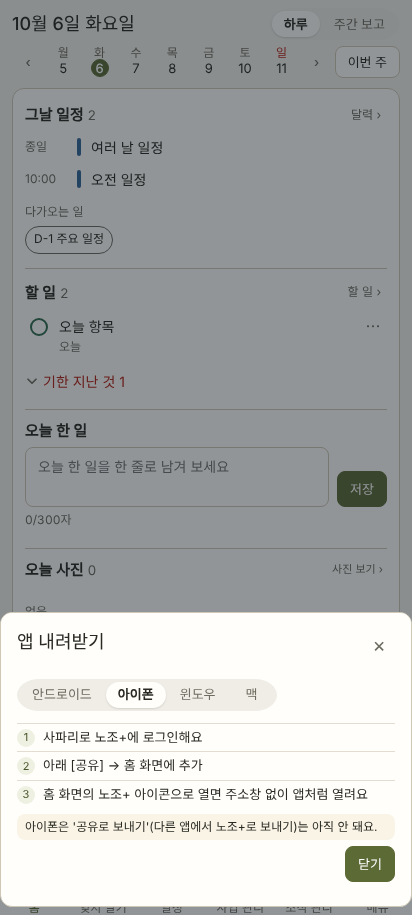 10월 6일 화요일
하루 주간 보고
‹ 월 화 수 목 금 토 일 ›
5 6 7 8 9 10 11 이번 주
그날 일정 2 달력 ›
종일 여러 날 일정
10:00 오전 일정
다가오는 일
D-1 주요 일정
할 일 2 할 일 ›
오늘 항목 ···
오늘
기한 지난 것 1
오늘 한 일
오늘 한 일을 한 줄로 남겨 보세요
저장
0/300자
오늘 사진 0 사진 보기 ›
앱 내려받기 ×
안드로이드 아이폰 윈도우 맥
1 사파리로 노조+에 로그인해요
2 아래 [공유] → 홈 화면에 추가
3 홈 화면의 노조+ 아이콘으로 열면 주소창 없이 앱처럼 열려요
아이폰은 '공유로 보내기'(다른 앱에서 노조+로 보내기)는 아직 안 돼요.
닫기